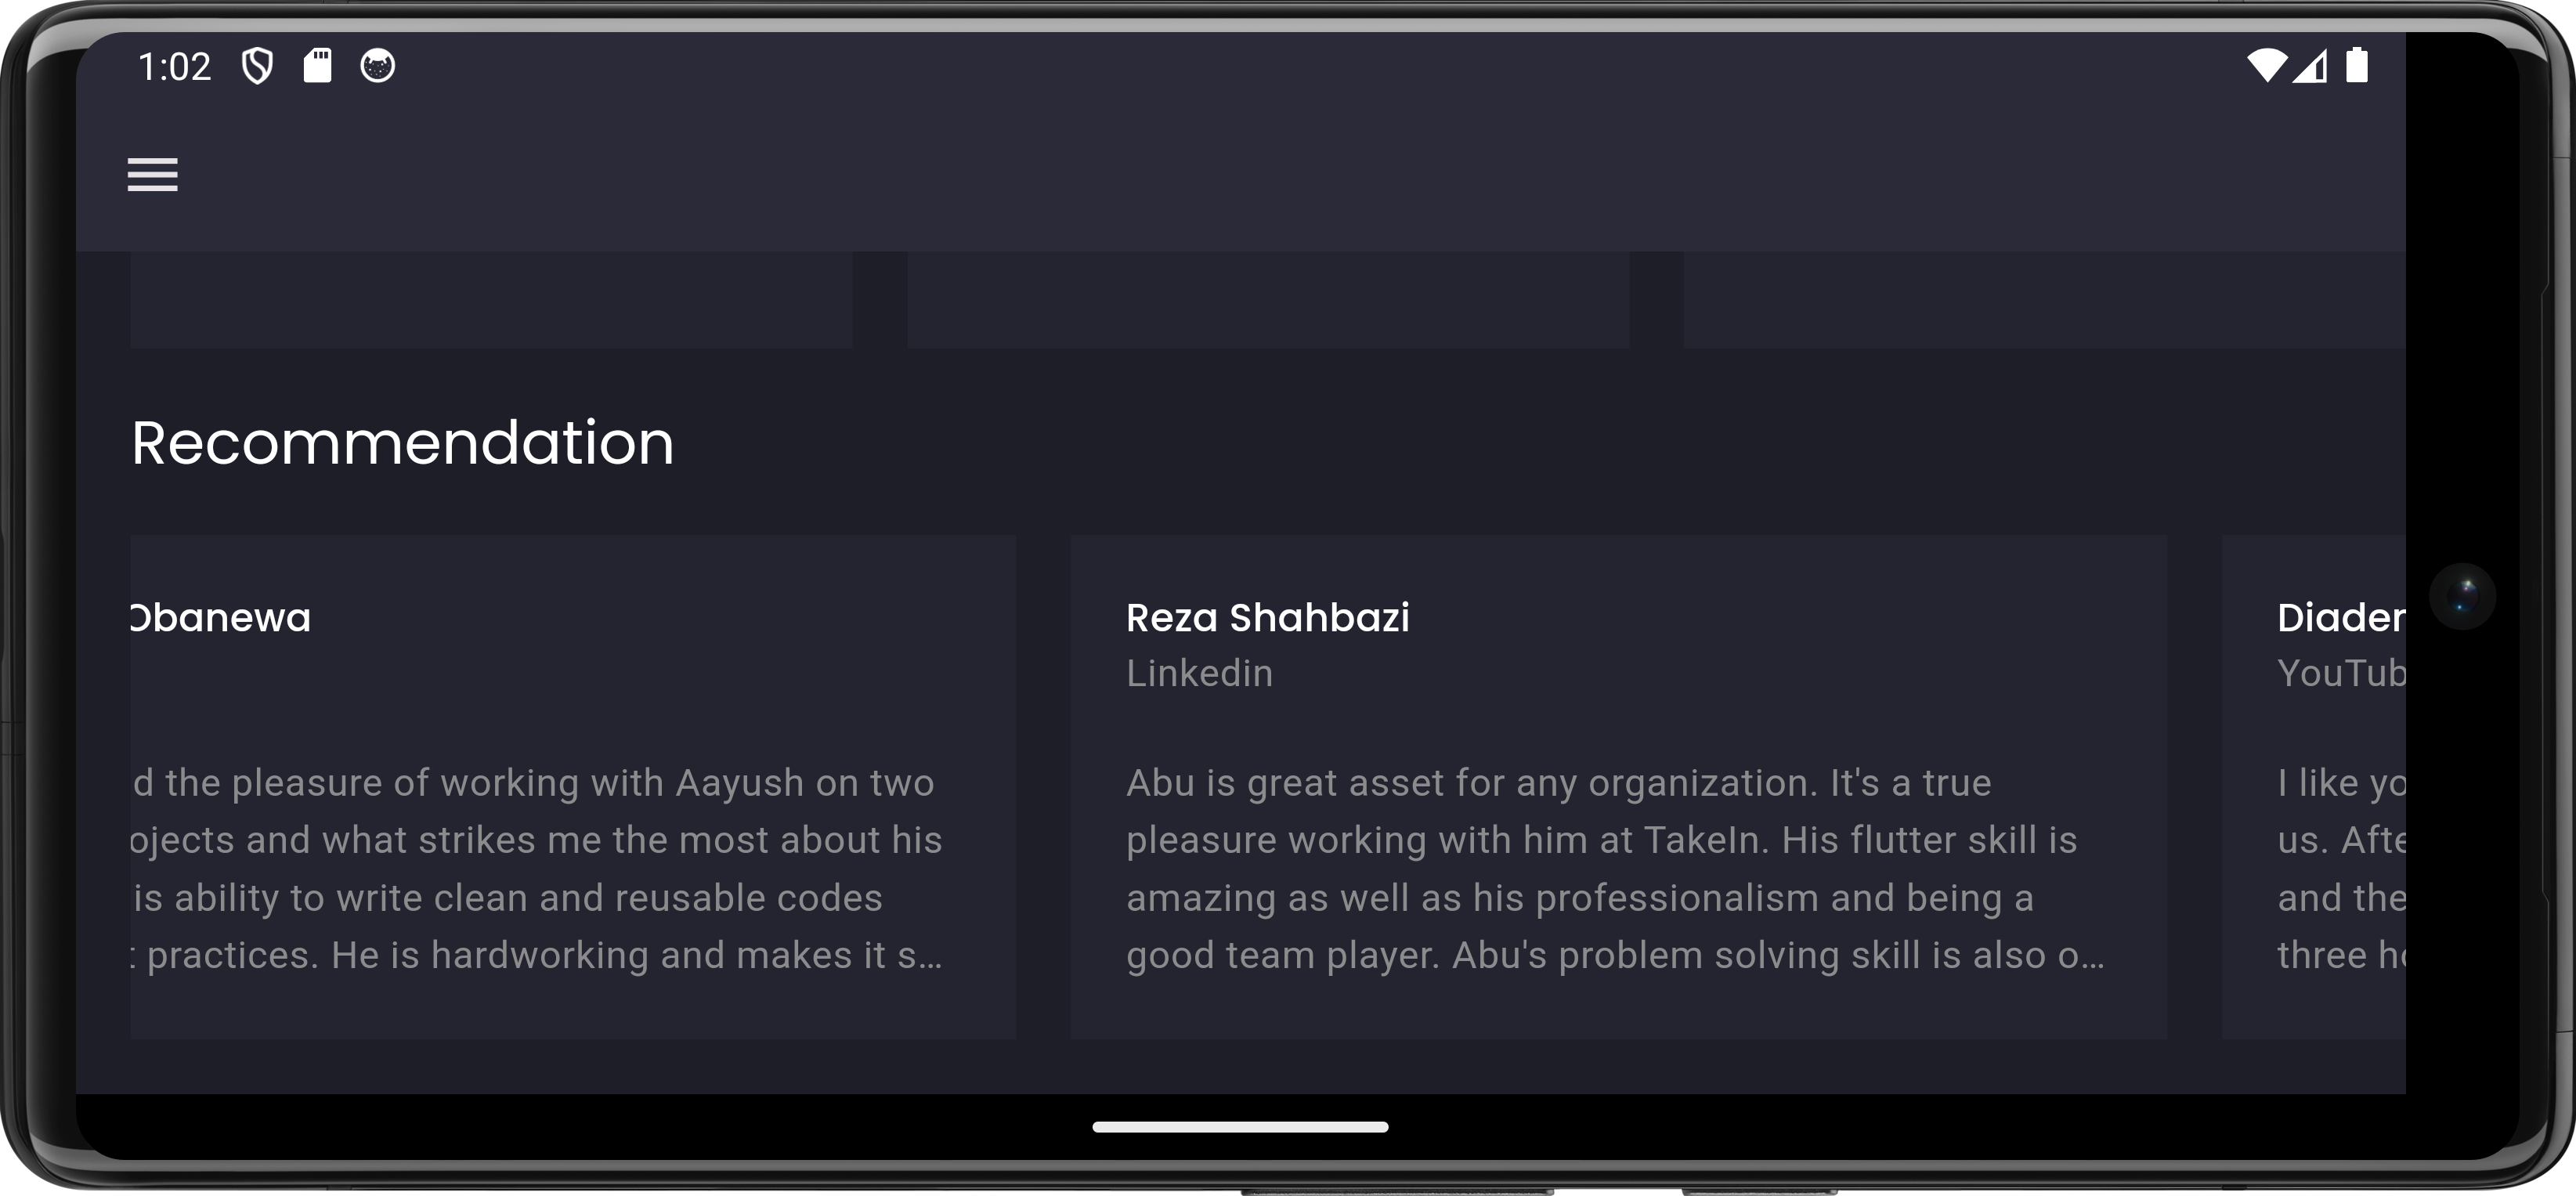 1:02
Recommendation
Obanewa
d the pleasure of working with Aayush on two
ojects and what strikes me the most about his
is ability to write clean and reusable codes
t practices. He is hardworking and makes it s…
Reza Shahbazi
Linkedin
Abu is great asset for any organization. It's a true
pleasure working with him at TakeIn. His flutter skill is
amazing as well as his professionalism and being a
good team player. Abu's problem solving skill is also o…
Diader
YouTub
I like yo
us. Afte
and the
three ho